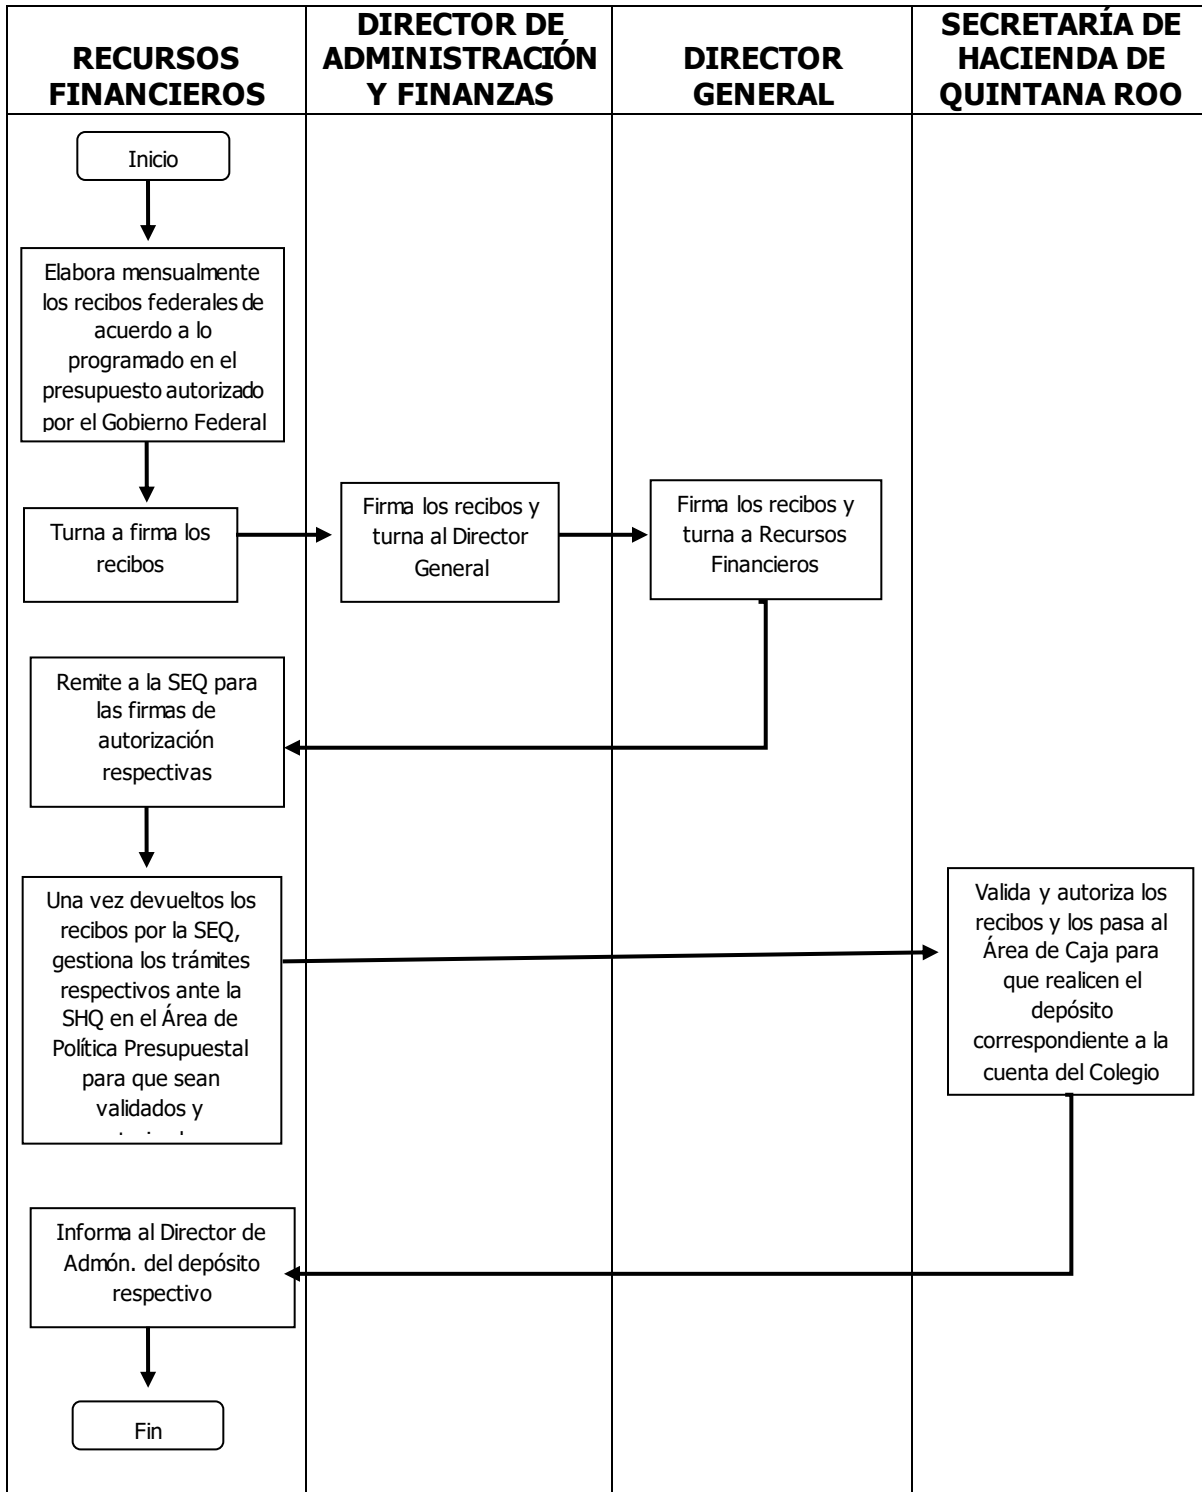 RECURSOS
FINANCIEROS
DIRECTOR DE
ADMINISTRACIÓN
Y FINANZAS
DIRECTOR
GENERAL
SECRETARÍA DE
HACIENDA DE
QUINTANA ROO
Inicio
Elabora mensualmente
los recibos federales de
acuerdo a lo
programado en el
presupuesto autorizado
por el Gobierno Federal
Turna a firma los
recibos
Firma los recibos y
turna al Director
General
Firma los recibos y
turna a Recursos
Financieros
Remite a la SEQ para
las firmas de
autorización
respectivas
Una vez devueltos los
recibos por la SEQ,
gestiona los trámites
respectivos ante la
SHQ en el Área de
Política Presupuestal
para que sean
validados y
Valida y autoriza los
recibos y los pasa al
Área de Caja para
que realicen el
depósito
correspondiente a la
cuenta del Colegio
Informa al Director de
Admón. del depósito
respectivo
Fin